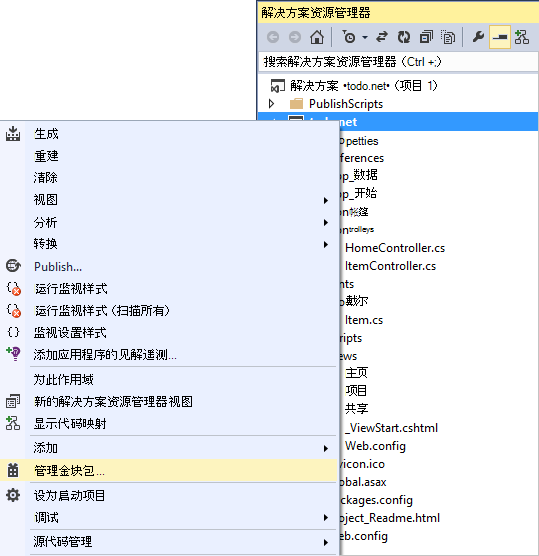 解决方案资源管理器
搜索解决方案资源管理器（Ctrl +;）
解决方案 •todo.net•（项目 1）
PublishScripts
petties
ferences
p_数据
p_开始
on帐篷
ontrolleys
HomeController.cs
ItemController.cs
nts
戴尔
Item.cs
ripts
ews
主页
项目
共享
_ViewStart.cshtml
Web.config
vicon.ico
obal.asax
ckages.config
oject_Readme.html
eb.config
生成
重建
清除
视图
分析
转换
Publish...
运行监视样式
运行监视样式（扫描所有）
监视设置样式
添加应用程序的见解遥测...
为此作用域
新的解决方案资源管理器视图
显示代码映射
添加
管理金块包...
设为启动项目
调试
源代码管理